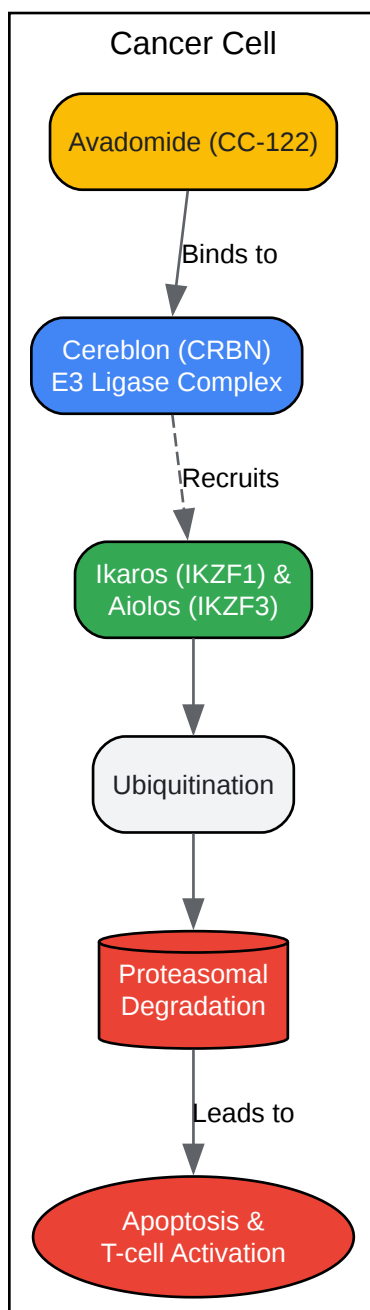 Cancer Cell
Avadomide (CC-122)
Binds to
Cereblon (CRBN)
E3 Ligase Complex
Recruits
Ikaros (IKZF1) &
Aiolos (IKZF3)
Ubiquitination
Proteasomal
Degradation
Leads to
Apoptosis &
T-cell Activation